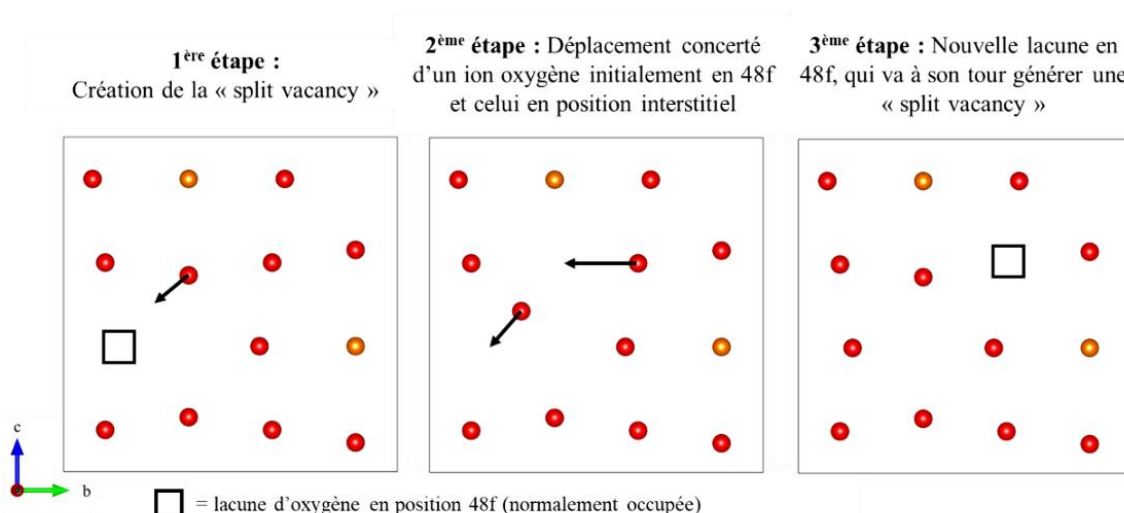 1ère étape :
Création de la « split vacancy »
2ème étape : Déplacement concerté
d’un ion oxygène initialement en 48f
et celui en position interstitiel
3ème étape : Nouvelle lacune en
48f, qui va à son tour générer une
« split vacancy »
c
b
= lacune d’oxygène en position 48f (normalement occupée)